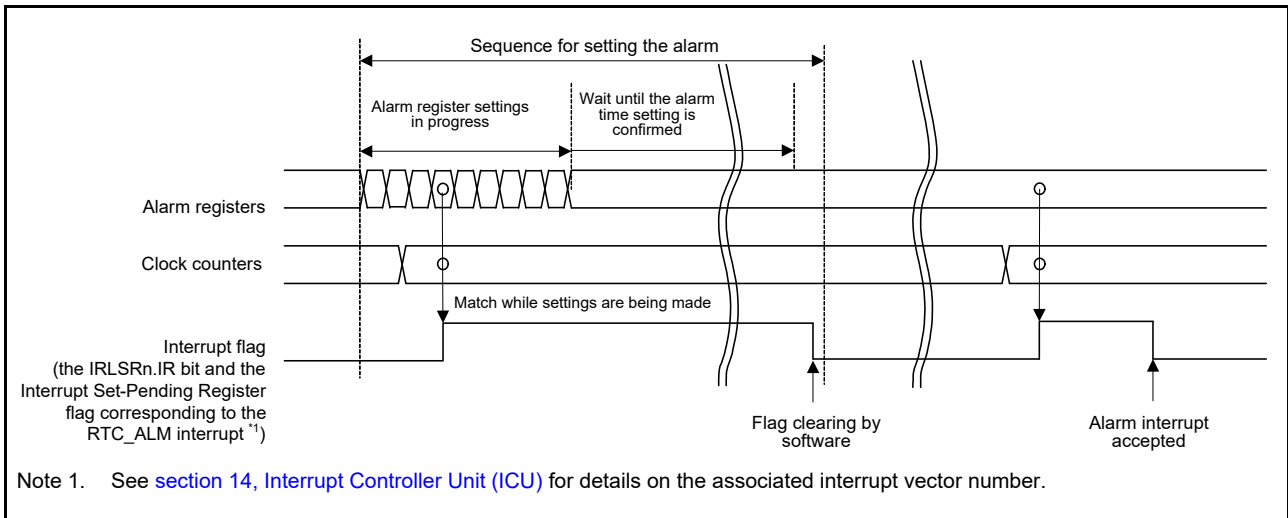 Sequence for setting the alarm
Alarm register settings
in progress
Wait until the alarm
time setting is
confirmed
Alarm registers
Clock counters
Match while settings are being made
Interrupt flag
(the IRLSRn.IR bit and the
Interrupt Set-Pending Register
flag corresponding to the
RTC_ALM interrupt *1)
Flag clearing by
software
Alarm interrupt
accepted
Note 1. See section 14, Interrupt Controller Unit (ICU) for details on the associated interrupt vector number.